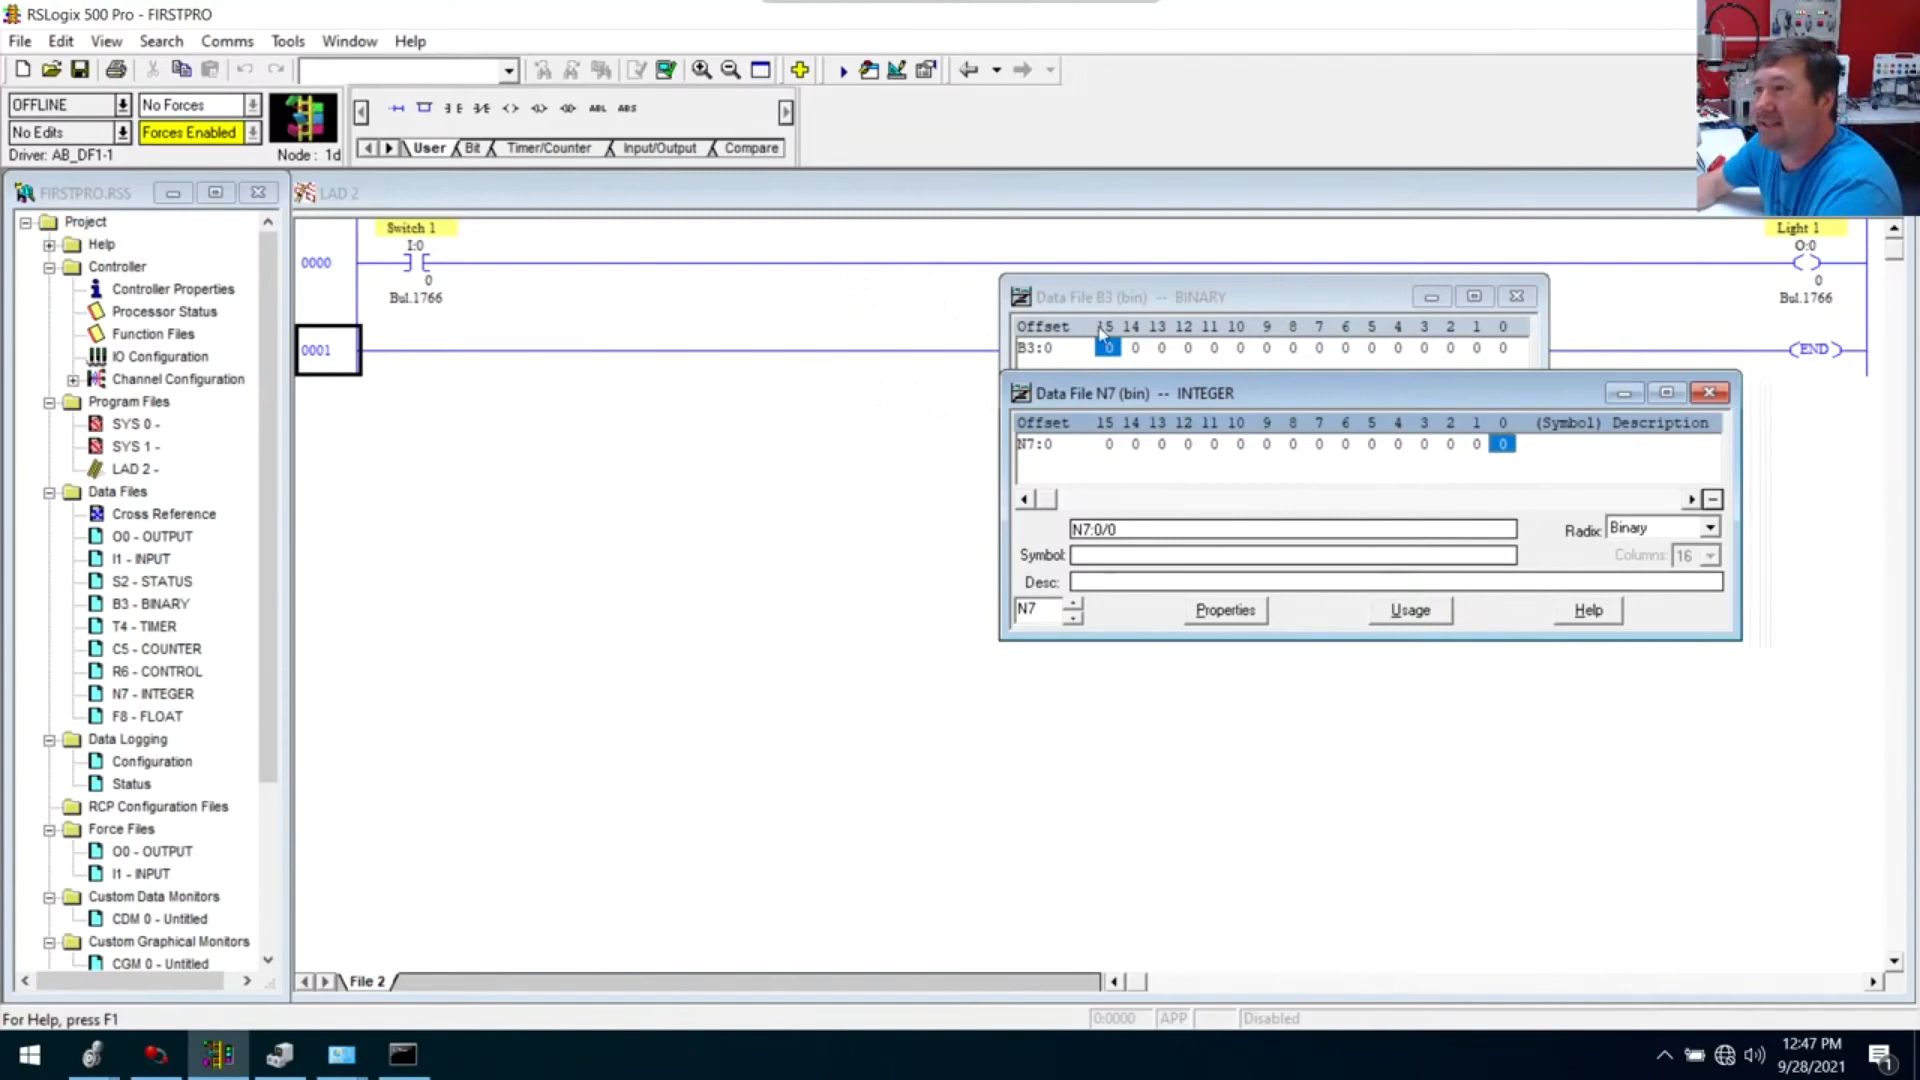 RSLogix 500 Pro - FIRSTPRO
File Edit View Search Comms Tools Window Help
OFFLINE No Forces
No Edits Forces Enabled
Driver: AB_DF1-1 Node : 1d
ABL ABS
User Bit Timer/Counter Input/Output Compare
FIRSTPRO.RSS
Project
Help
Controller
Controller Properties
Processor Status
Function Files
IO Configuration
Channel Configuration
Program Files
SYS 0 -
SYS 1 -
LAD 2 -
Data Files
Cross Reference
O0 - OUTPUT
I1 - INPUT
S2 - STATUS
B3 - BINARY
T4 - TIMER
C5 - COUNTER
R6 - CONTROL
N7 - INTEGER
F8 - FLOAT
Data Logging
Configuration
Status
RCP Configuration Files
Force Files
O0 - OUTPUT
I1 - INPUT
Custom Data Monitors
CDM 0 - Untitled
Custom Graphical Monitors
CGM 0 - Untitled
LAD 2
Switch 1
I:0
0000
0
Bul.1766
Light 1
O:0
0
Bul.1766
0001
END
Data File B3 (bin) -- BINARY
Offset 15 14 13 12 11 10 9 8 7 6 5 4 3 2 1 0
B3:0 0 0 0 0 0 0 0 0 0 0 0 0 0 0 0 0
Data File N7 (bin) -- INTEGER
Offset 15 14 13 12 11 10 9 8 7 6 5 4 3 2 1 0 (Symbol) Description
N7:0 0 0 0 0 0 0 0 0 0 0 0 0 0 0 0 0
N7:0/0 Radix: Binary
Symbol: Columns: 16
Desc:
N7 Properties Usage Help
File 2
For Help, press F1
0:0000 APP Disabled
12:47 PM
9/28/2021
1